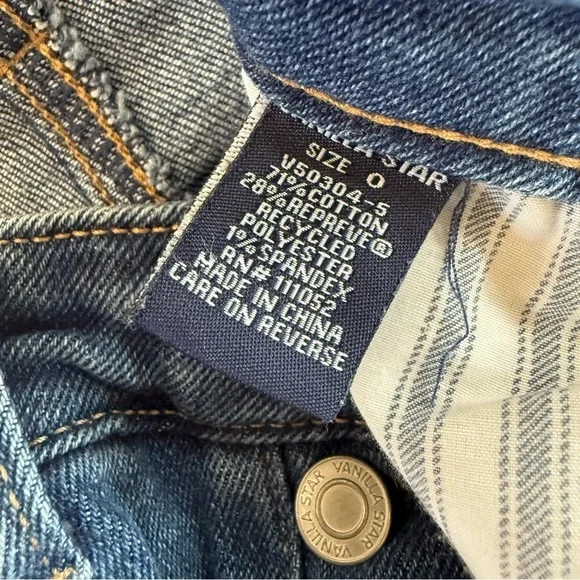 VANILLA STAR
SIZE 0
V50304-5
71% COTTON
28% REPREVE®
RECYCLED
POLYESTER
1% SPANDEX
RN# 111052
MADE IN CHINA
CARE ON REVERSE
VANILLA STAR VANILLA STAR